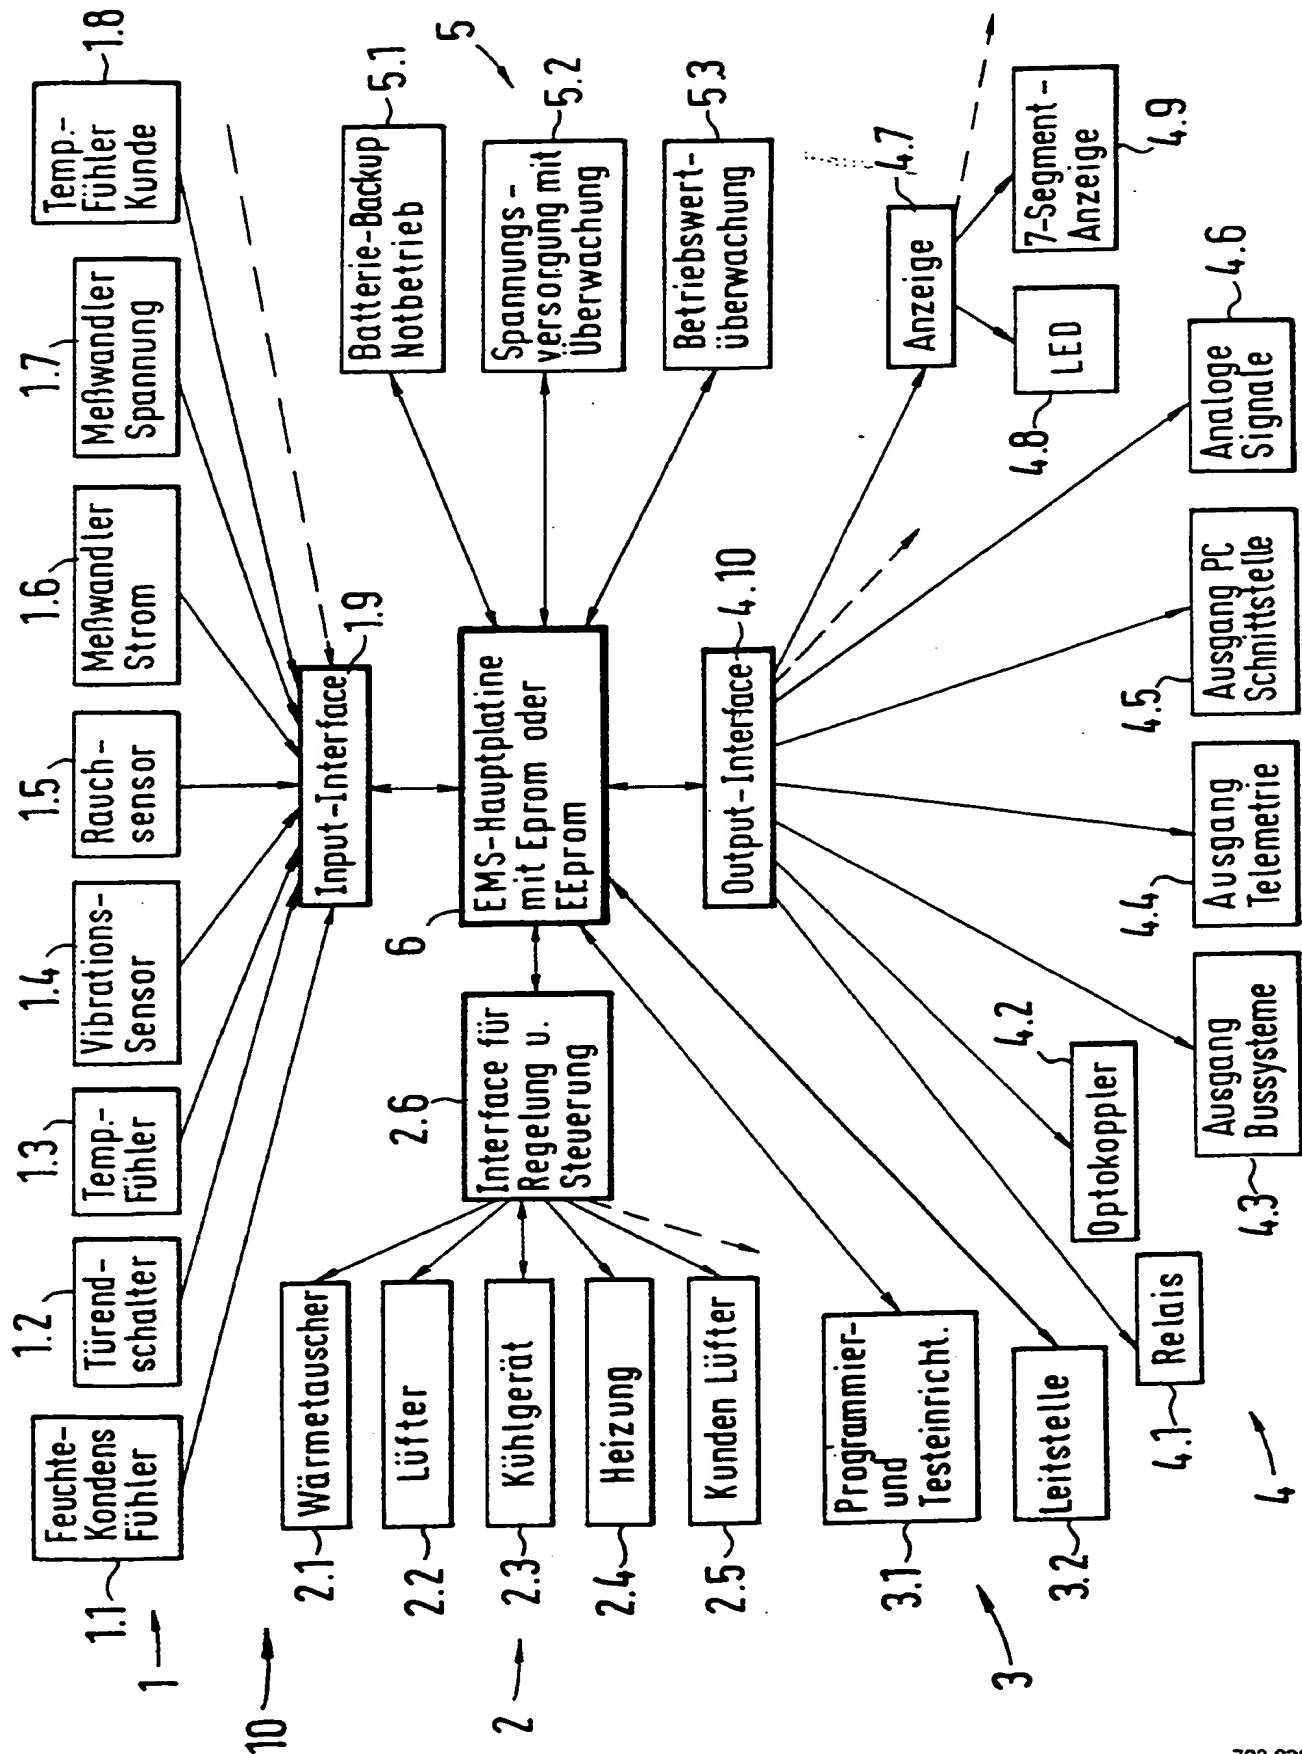 1.1
Feuchte-
Kondens
Fühler
1.2
Türend-
schalter
1.3
Temp.-
Fühler
1.4
Vibrations-
Sensor
1.5
Rauch-
sensor
1.6
Meßwandler
Strom
1.7
Meßwandler
Spannung
1.8
Temp.-
Fühler
Kunde
1
10
Input-Interface
1.9
2.1
Wärmetauscher
2.2
Lüfter
2.3
Kühlgerät
2.4
Heizung
2.5
Kunden Lüfter
2
2.6
Interface für
Regelung u.
Steuerung
6
EMS-Hauptplatine
mit Eprom oder
EEprom
Batterie-Backup
Notbetrieb
5.1
Spannungs-
versorgung mit
Überwachung
5.2
Betriebswert-
überwachung
5.3
5
3.1
Programmier-
und
Testeinricht.
3.2
Leitstelle
3
Output-Interface
4.10
4.1
Relais
4.2
Optokoppler
4.3
Ausgang
Bussysteme
4.4
Ausgang
Telemetrie
4.5
Ausgang PC
Schnittstelle
Analoge
Signale
4.6
Anzeige
4.7
4.8
LED
7-Segment-
Anzeige
4.9
4